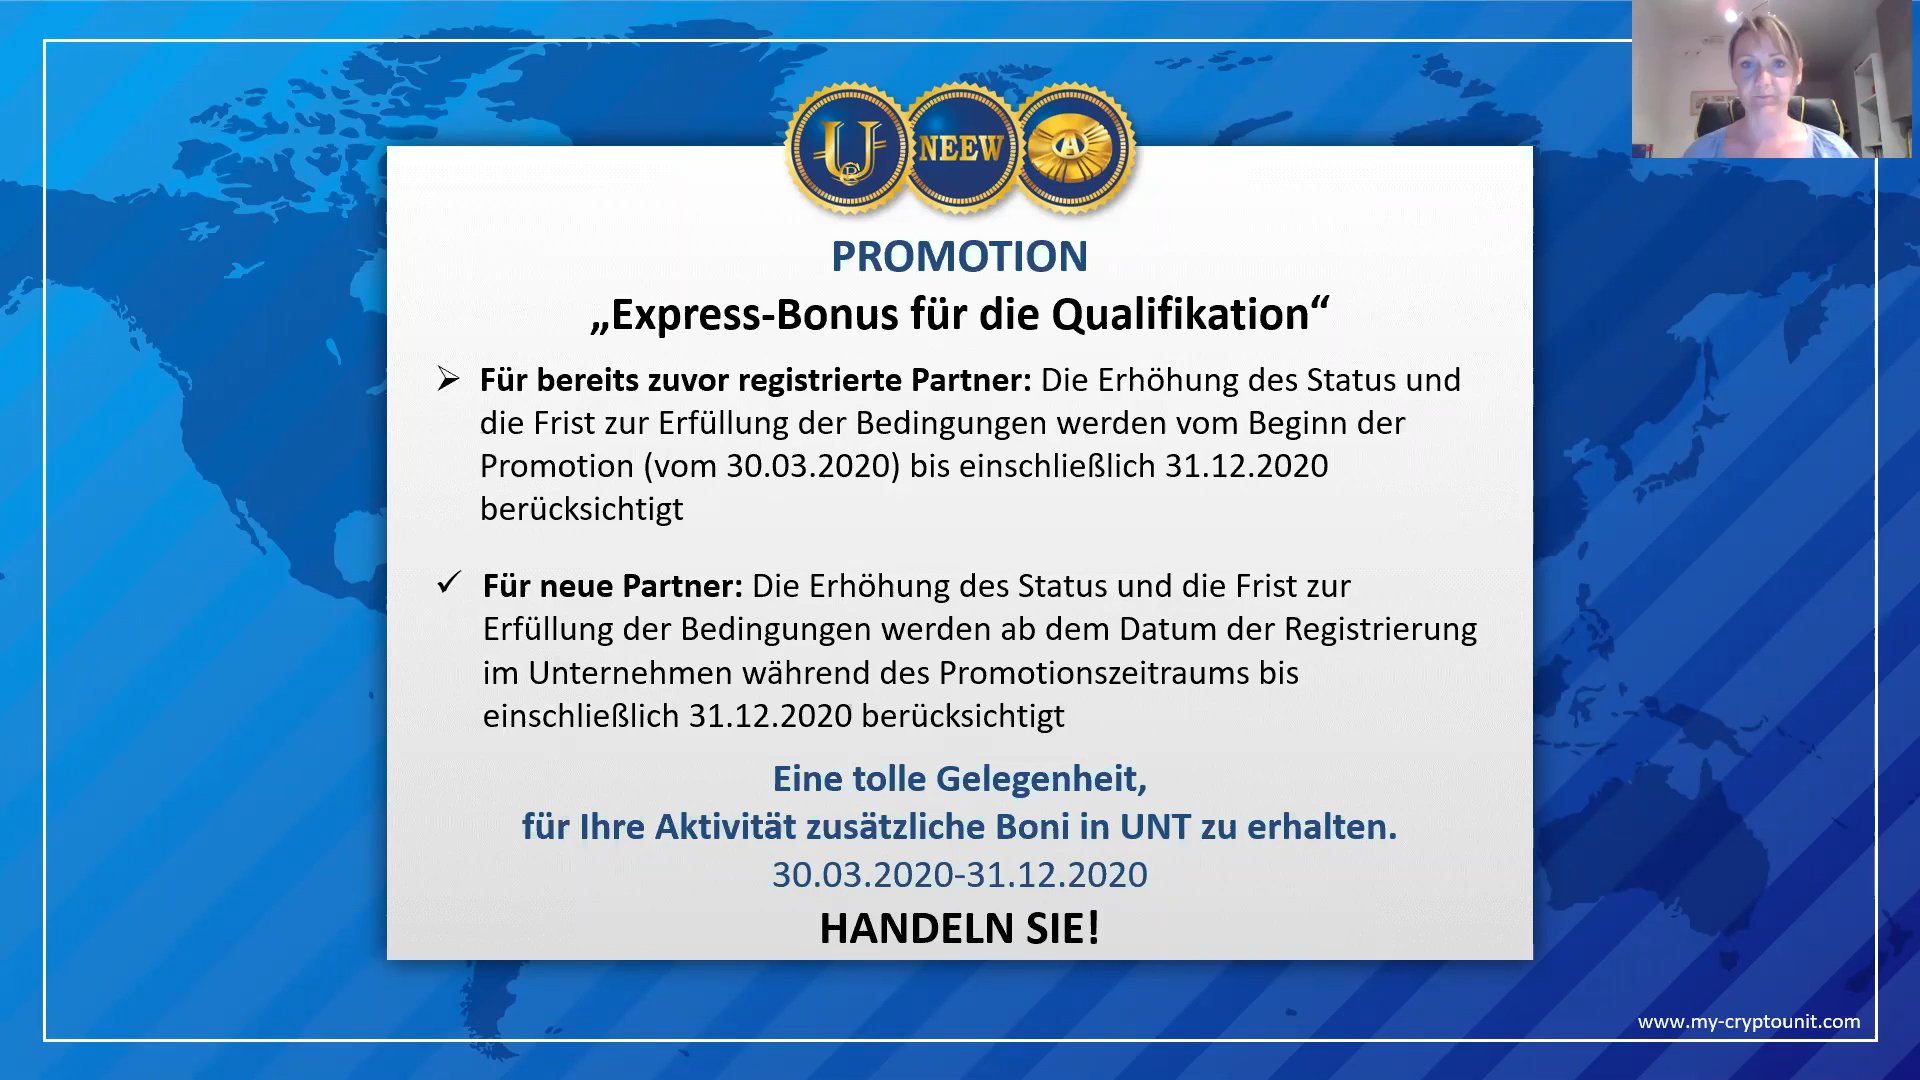 NEEW
A
PROMOTION
„Express-Bonus für die Qualifikation“
Für bereits zuvor registrierte Partner: Die Erhöhung des Status und
die Frist zur Erfüllung der Bedingungen werden vom Beginn der
Promotion (vom 30.03.2020) bis einschließlich 31.12.2020
berücksichtigt
Für neue Partner: Die Erhöhung des Status und die Frist zur
Erfüllung der Bedingungen werden ab dem Datum der Registrierung
im Unternehmen während des Promotionszeitraums bis
einschließlich 31.12.2020 berücksichtigt
Eine tolle Gelegenheit,
für Ihre Aktivität zusätzliche Boni in UNT zu erhalten.
30.03.2020-31.12.2020
HANDELN SIE!
www.my-cryptounit.com